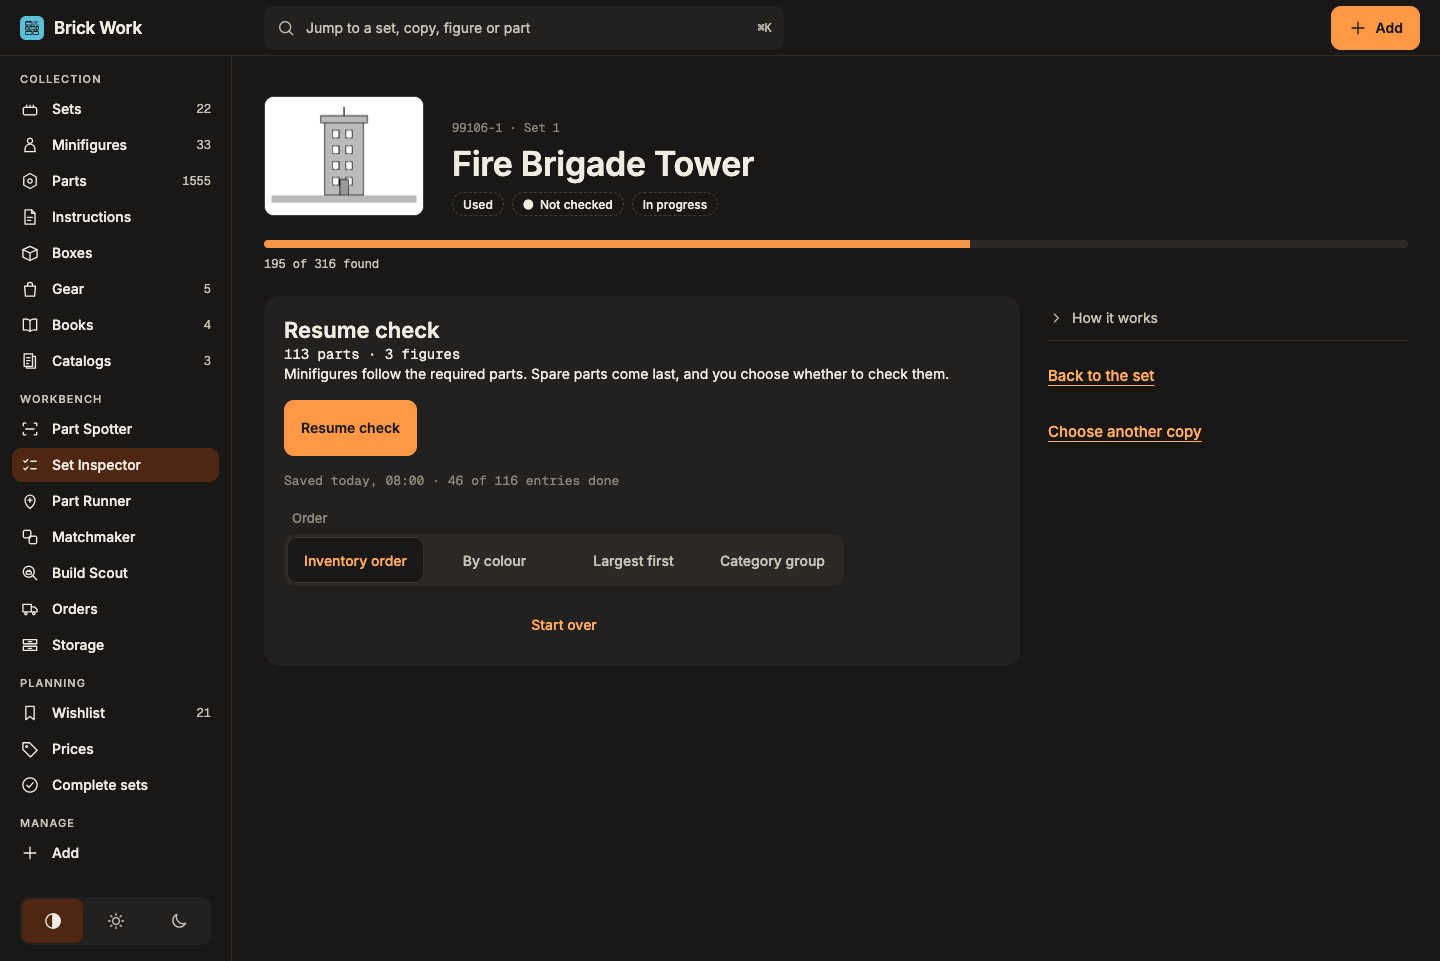 Brick Work
Jump to a set, copy, figure or part
⌘K
Add
COLLECTION
Sets 22
Minifigures 33
Parts 1555
Instructions
Boxes
Gear 5
Books 4
Catalogs 3
WORKBENCH
Part Spotter
Set Inspector
Part Runner
Matchmaker
Build Scout
Orders
Storage
PLANNING
Wishlist 21
Prices
Complete sets
MANAGE
Add
99106-1 · Set 1
Fire Brigade Tower
Used
Not checked
In progress
195 of 316 found
Resume check
113 parts · 3 figures
Minifigures follow the required parts. Spare parts come last, and you choose whether to check them.
Resume check
Saved today, 08:00 · 46 of 116 entries done
Order
Inventory order
By colour
Largest first
Category group
Start over
How it works
Back to the set
Choose another copy